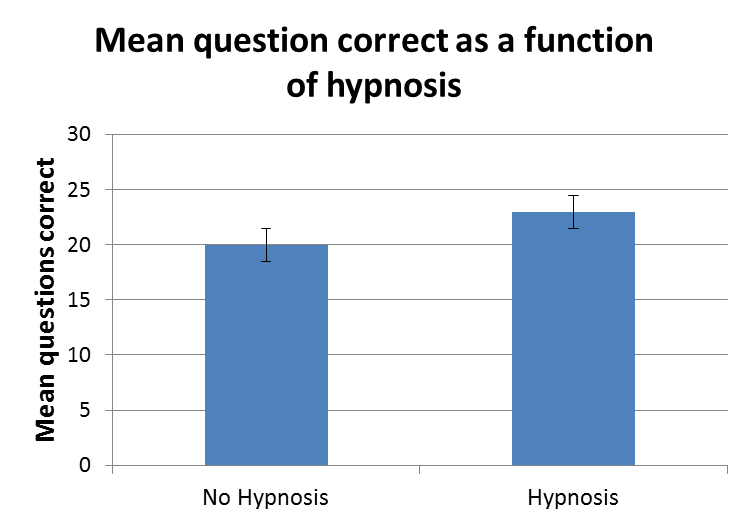 Mean question correct as a function
of hypnosis
Mean questions correct
30
25
20
15
10
5
0
No Hypnosis
Hypnosis